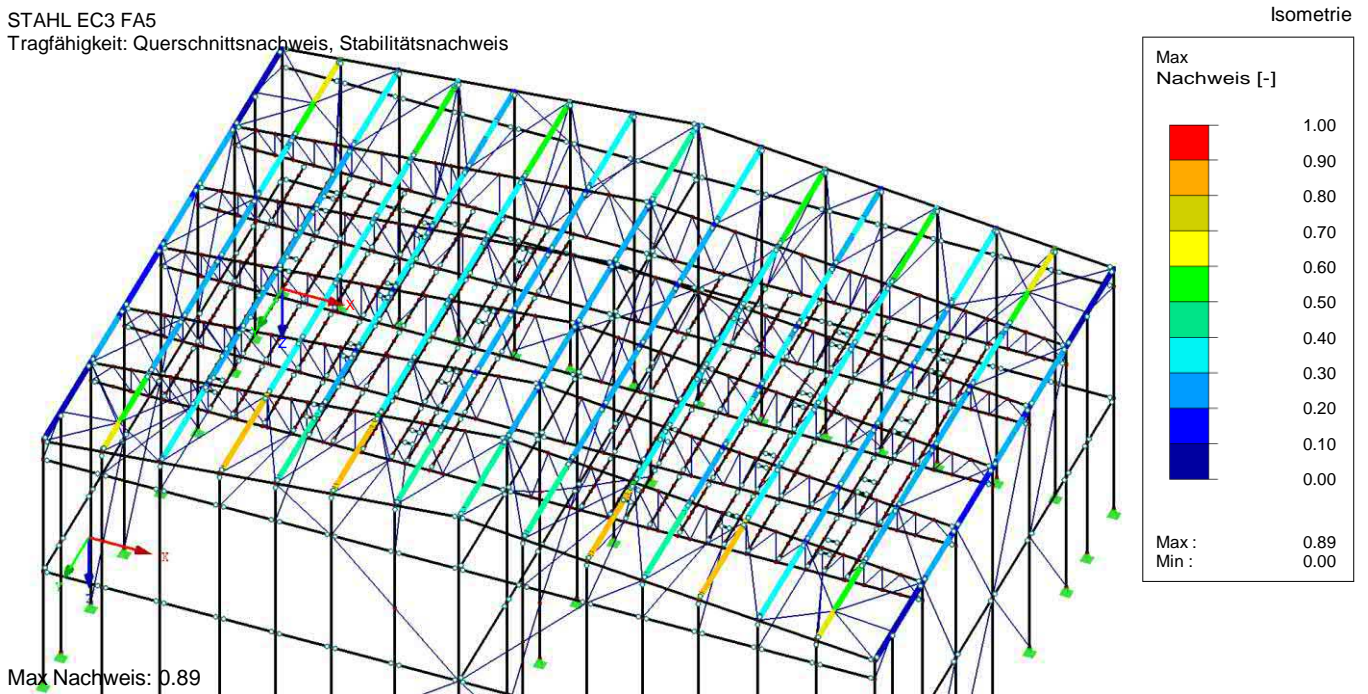 STAHL EC3 FA5
Tragfähigkeit: Querschnittsnachweis, Stabilitätsnachweis
Isometrie
Max
Nachweis [-]
1.00
0.90
0.80
0.70
0.60
0.50
0.40
0.30
0.20
0.10
0.00
Max : 0.89
Min : 0.00
X
Z
X
Y
Max Nachweis: 0.89